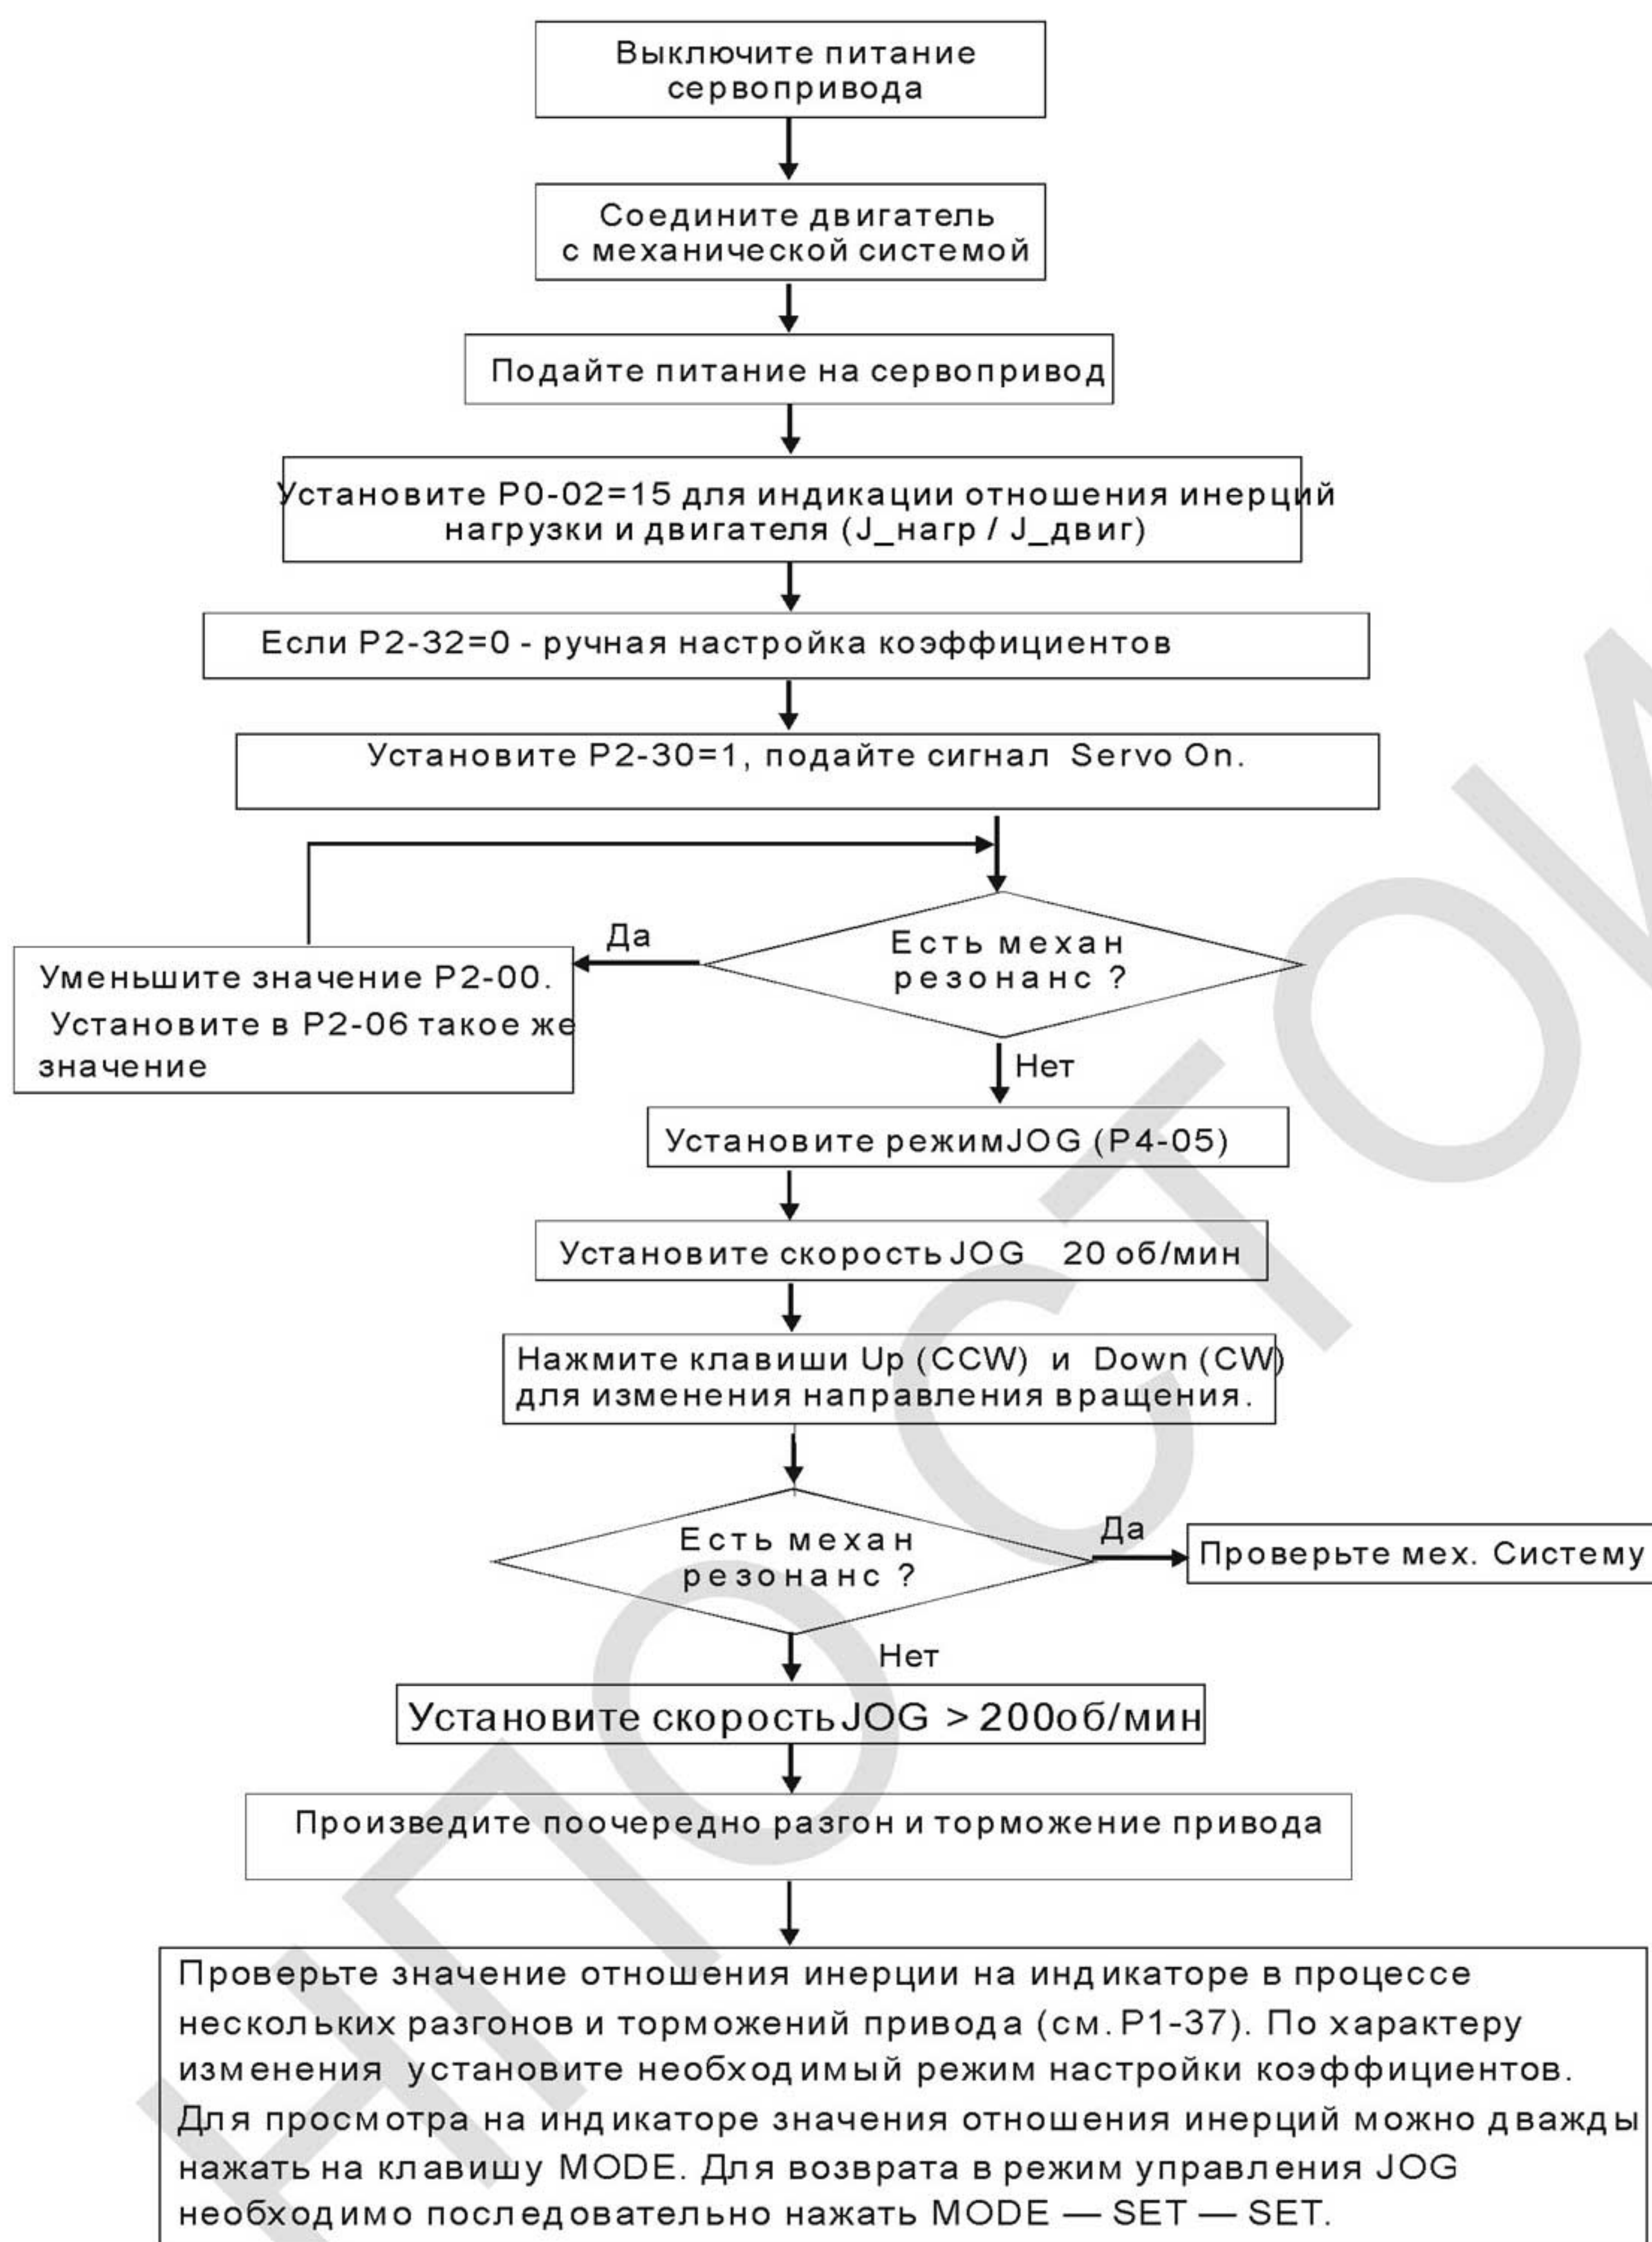 Выключите питание
сервопривода
Соедините двигатель
с механической системой
Подайте питание на сервопривод
Установите P0-02=15 для индикации отношения инерций
нагрузки и двигателя (J_нагр / J_двиг)
Если P2-32=0 - ручная настройка коэффициентов
Установите P2-30=1, подайте сигнал Servo On.
Есть механ
резонанс ?
Да
Уменьшите значение P2-00.
Установите в P2-06 такое же
значение
Нет
Установите режимJOG (P4-05)
Установите скорость JOG 20 об/мин
Нажмите клавиши Up (CCW) и Down (CW)
для изменения направления вращения.
Есть механ
резонанс ?
Да
Проверьте мех. Систему
Нет
Установите скорость JOG > 200об/мин
Произведите поочередно разгон и торможение привода
Проверьте значение отношения инерции на индикаторе в процессе
нескольких разгонов и торможений привода (см. P1-37). По характеру
изменения установите необходимый режим настройки коэффициентов.
Для просмотра на индикаторе значения отношения инерций можно дважды
нажать на клавишу MODE. Для возврата в режим управления JOG
необходимо последовательно нажать MODE — SET — SET.
НПО СТОИ